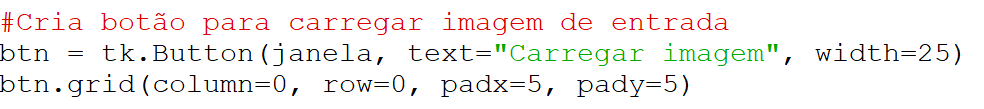 #Cria botão para carregar imagem de entrada
btn = tk.Button(janela, text="Carregar imagem", width=25)
btn.grid(column=0, row=0, padx=5, pady=5)